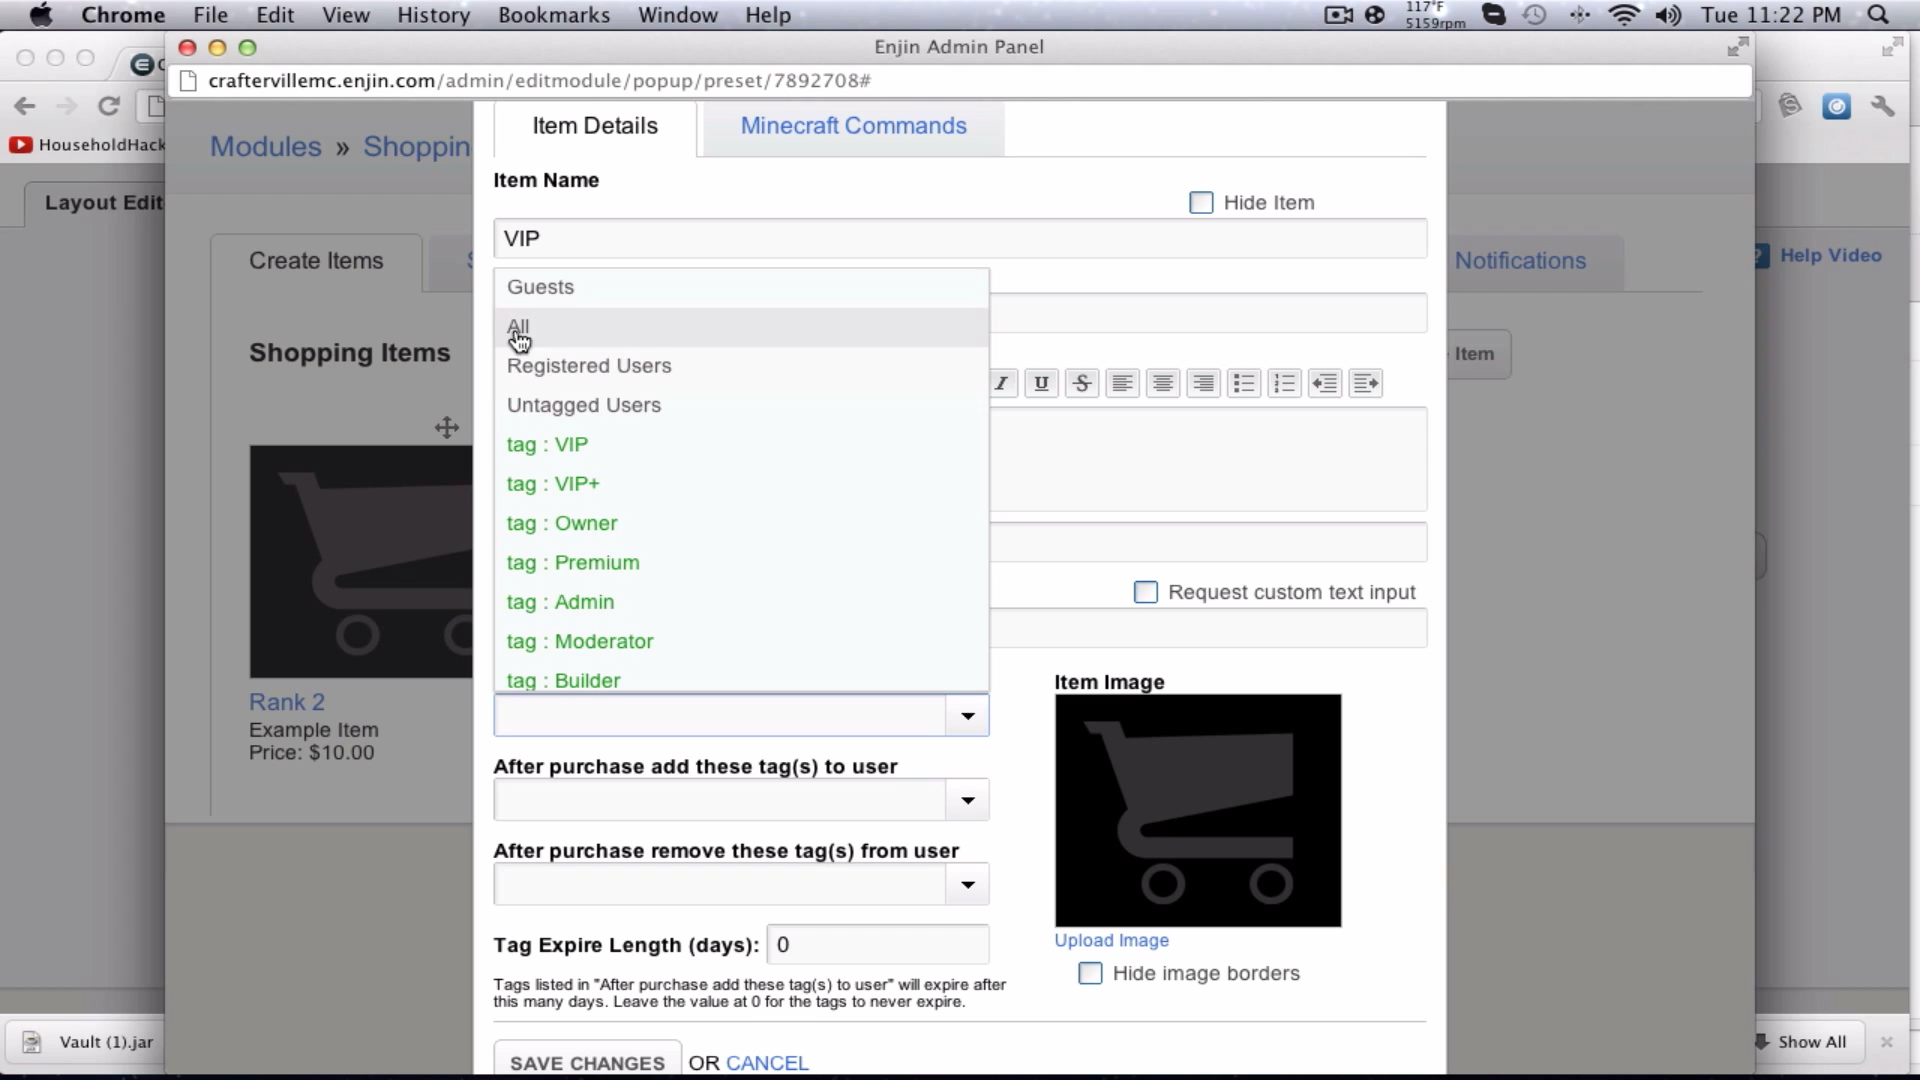 Chrome File Edit View History Bookmarks Window Help
117°F
5159rpm
Tue 11:22 PM
Enjin Admin Panel
craftervillemc.enjin.com/admin/editmodule/popup/preset/7892708#
HouseholdHack
Modules » Shoppin
Layout Edit
Help Video
Create Items
Notifications
Shopping Items
Item
Rank 2
Example Item
Price: $10.00
Item Details
Minecraft Commands
Item Name
Hide Item
VIP
Guests
All
Registered Users
Untagged Users
tag : VIP
tag : VIP+
tag : Owner
tag : Premium
tag : Admin
tag : Moderator
tag : Builder
I U S
Request custom text input
Item Image
After purchase add these tag(s) to user
After purchase remove these tag(s) from user
Upload Image
Hide image borders
Tag Expire Length (days): 0
Tags listed in "After purchase add these tag(s) to user" will expire after
this many days. Leave the value at 0 for the tags to never expire.
SAVE CHANGES OR CANCEL
Vault (1).jar
Show All